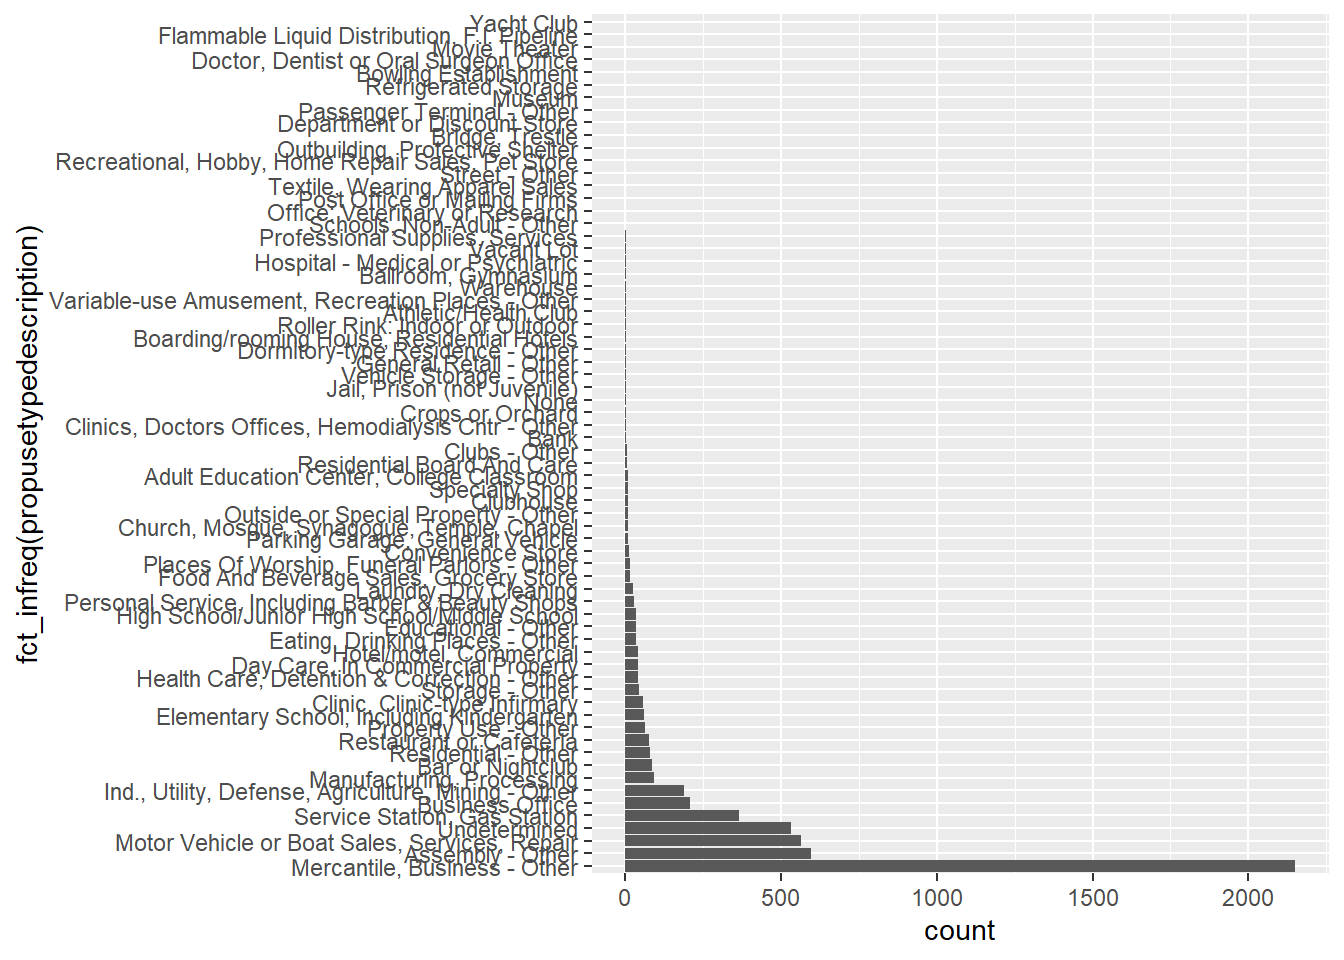 Yacht Club
Flammable Liquid Distribution, F.I. Pipeline
Movie Theater
Doctor, Dentist or Oral Surgeon Office
Bowling Establishment
Refrigerated Storage
Museum
Passenger Terminal - Other
Department or Discount Store
Bridge, Trestle
Outbuilding, Protective Shelter
Recreational, Hobby, Home Repair Sales, Pet Store
Street - Other
Textile, Wearing Apparel Sales
Post Office or Mailing Firms
Office: Veterinary or Research
Schools, Non-Adult - Other
Professional Supplies, Services
Vacant Lot
Hospital - Medical or Psychiatric
Ballroom, Gymnasium
Warehouse
Variable-use Amusement, Recreation Places - Other
Athletic/Health Club
Roller Rink: Indoor or Outdoor
Boarding/rooming House, Residential Hotels
Dormitory-type Residence - Other
General Retail - Other
Vehicle Storage - Other
Jail, Prison (not Juvenile)
None
Crops or Orchard
Clinics, Doctors Offices, Hemodialysis Cntr - Other
Bank
Clubs - Other
Residential Board And Care
Adult Education Center, College Classroom
Specialty Shop
Clubhouse
Outside or Special Property - Other
Church, Mosque, Synagogue, Temple, Chapel
Parking Garage, General Vehicle
Convenience Store
Places Of Worship, Funeral Parlors - Other
Food And Beverage Sales, Grocery Store
Laundry, Dry Cleaning
Personal Service, Including Barber & Beauty Shops
High School/Junior High School/Middle School
Educational - Other
Eating, Drinking Places - Other
Hotel/motel, Commercial
Day Care, In Commercial Property
Health Care, Detention & Correction - Other
Storage - Other
Clinic, Clinic-type Infirmary
Elementary School, Including Kindergarten
Property Use - Other
Restaurant or Cafeteria
Residential - Other
Bar or Nightclub
Manufacturing, Processing
Ind., Utility, Defense, Agriculture, Mining - Other
Business Office
Service Station, Gas Station
Undetermined
Motor Vehicle or Boat Sales, Services, Repair
Assembly - Other
Mercantile, Business - Other
fct_infreq(propusetypedescription)
0 500 1000 1500 2000
count